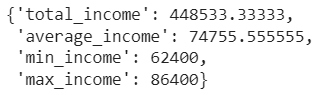 {'total_income': 448533.33333,
'average_income': 74755.555555,
'min_income': 62400,
'max_income': 86400}